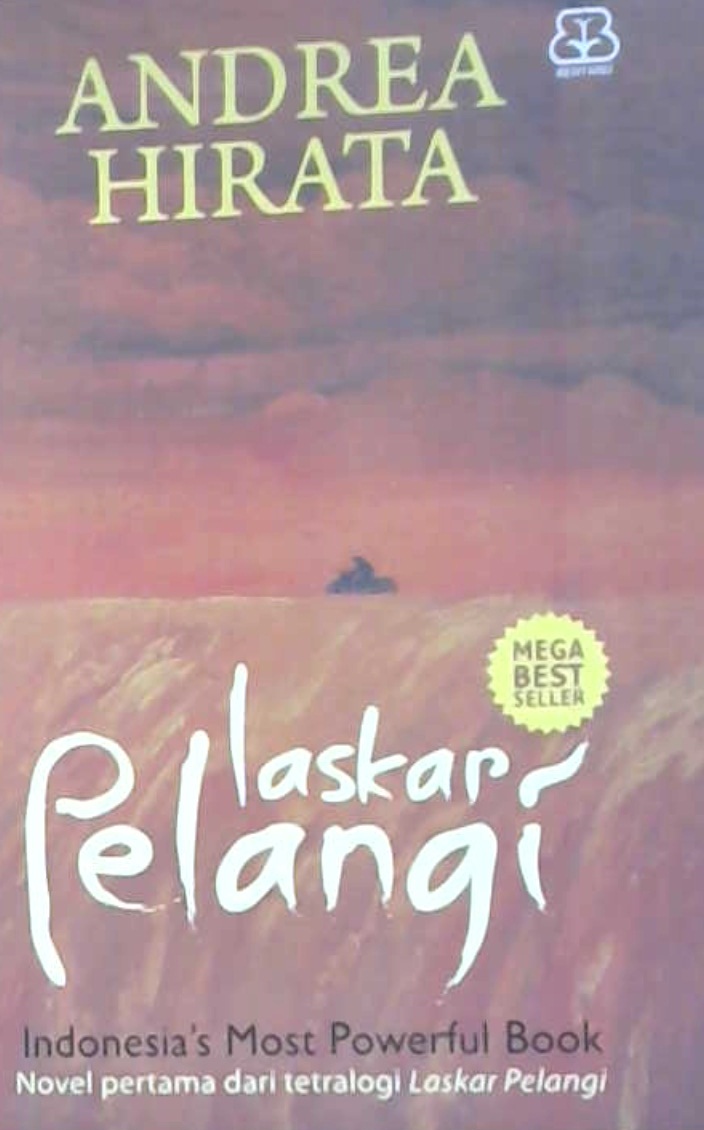 ANDREA
HIRATA
MEGA
BEST
SELLER
laskar
Pelangi
Indonesia's Most Powerful Book
Novel pertama dari tetralogi Laskar Pelangi